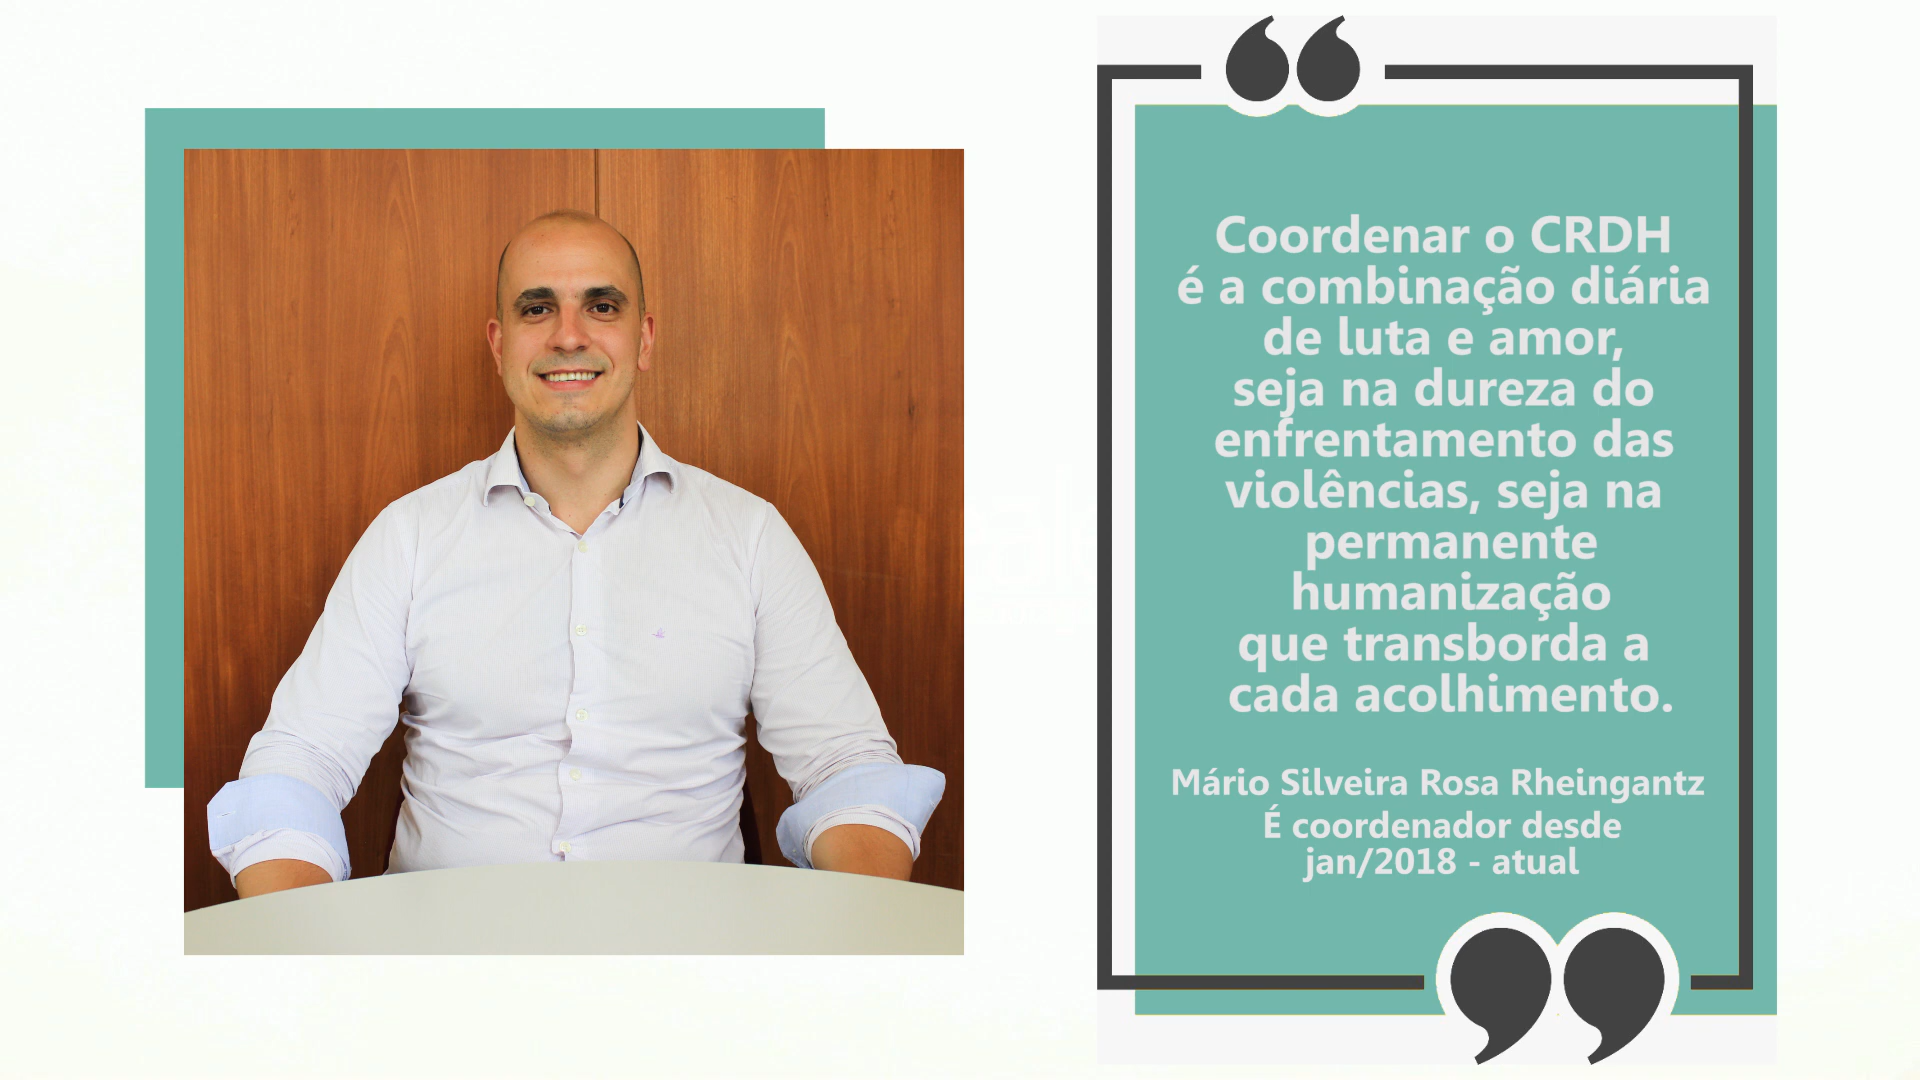 Coordenar o CRDH
é a combinação diária
de luta e amor,
seja na dureza do
enfrentamento das
violências, seja na
permanente
humanização
que transborda a
cada acolhimento.
Mário Silveira Rosa Rheingantz
É coordenador desde
jan/2018 - atual